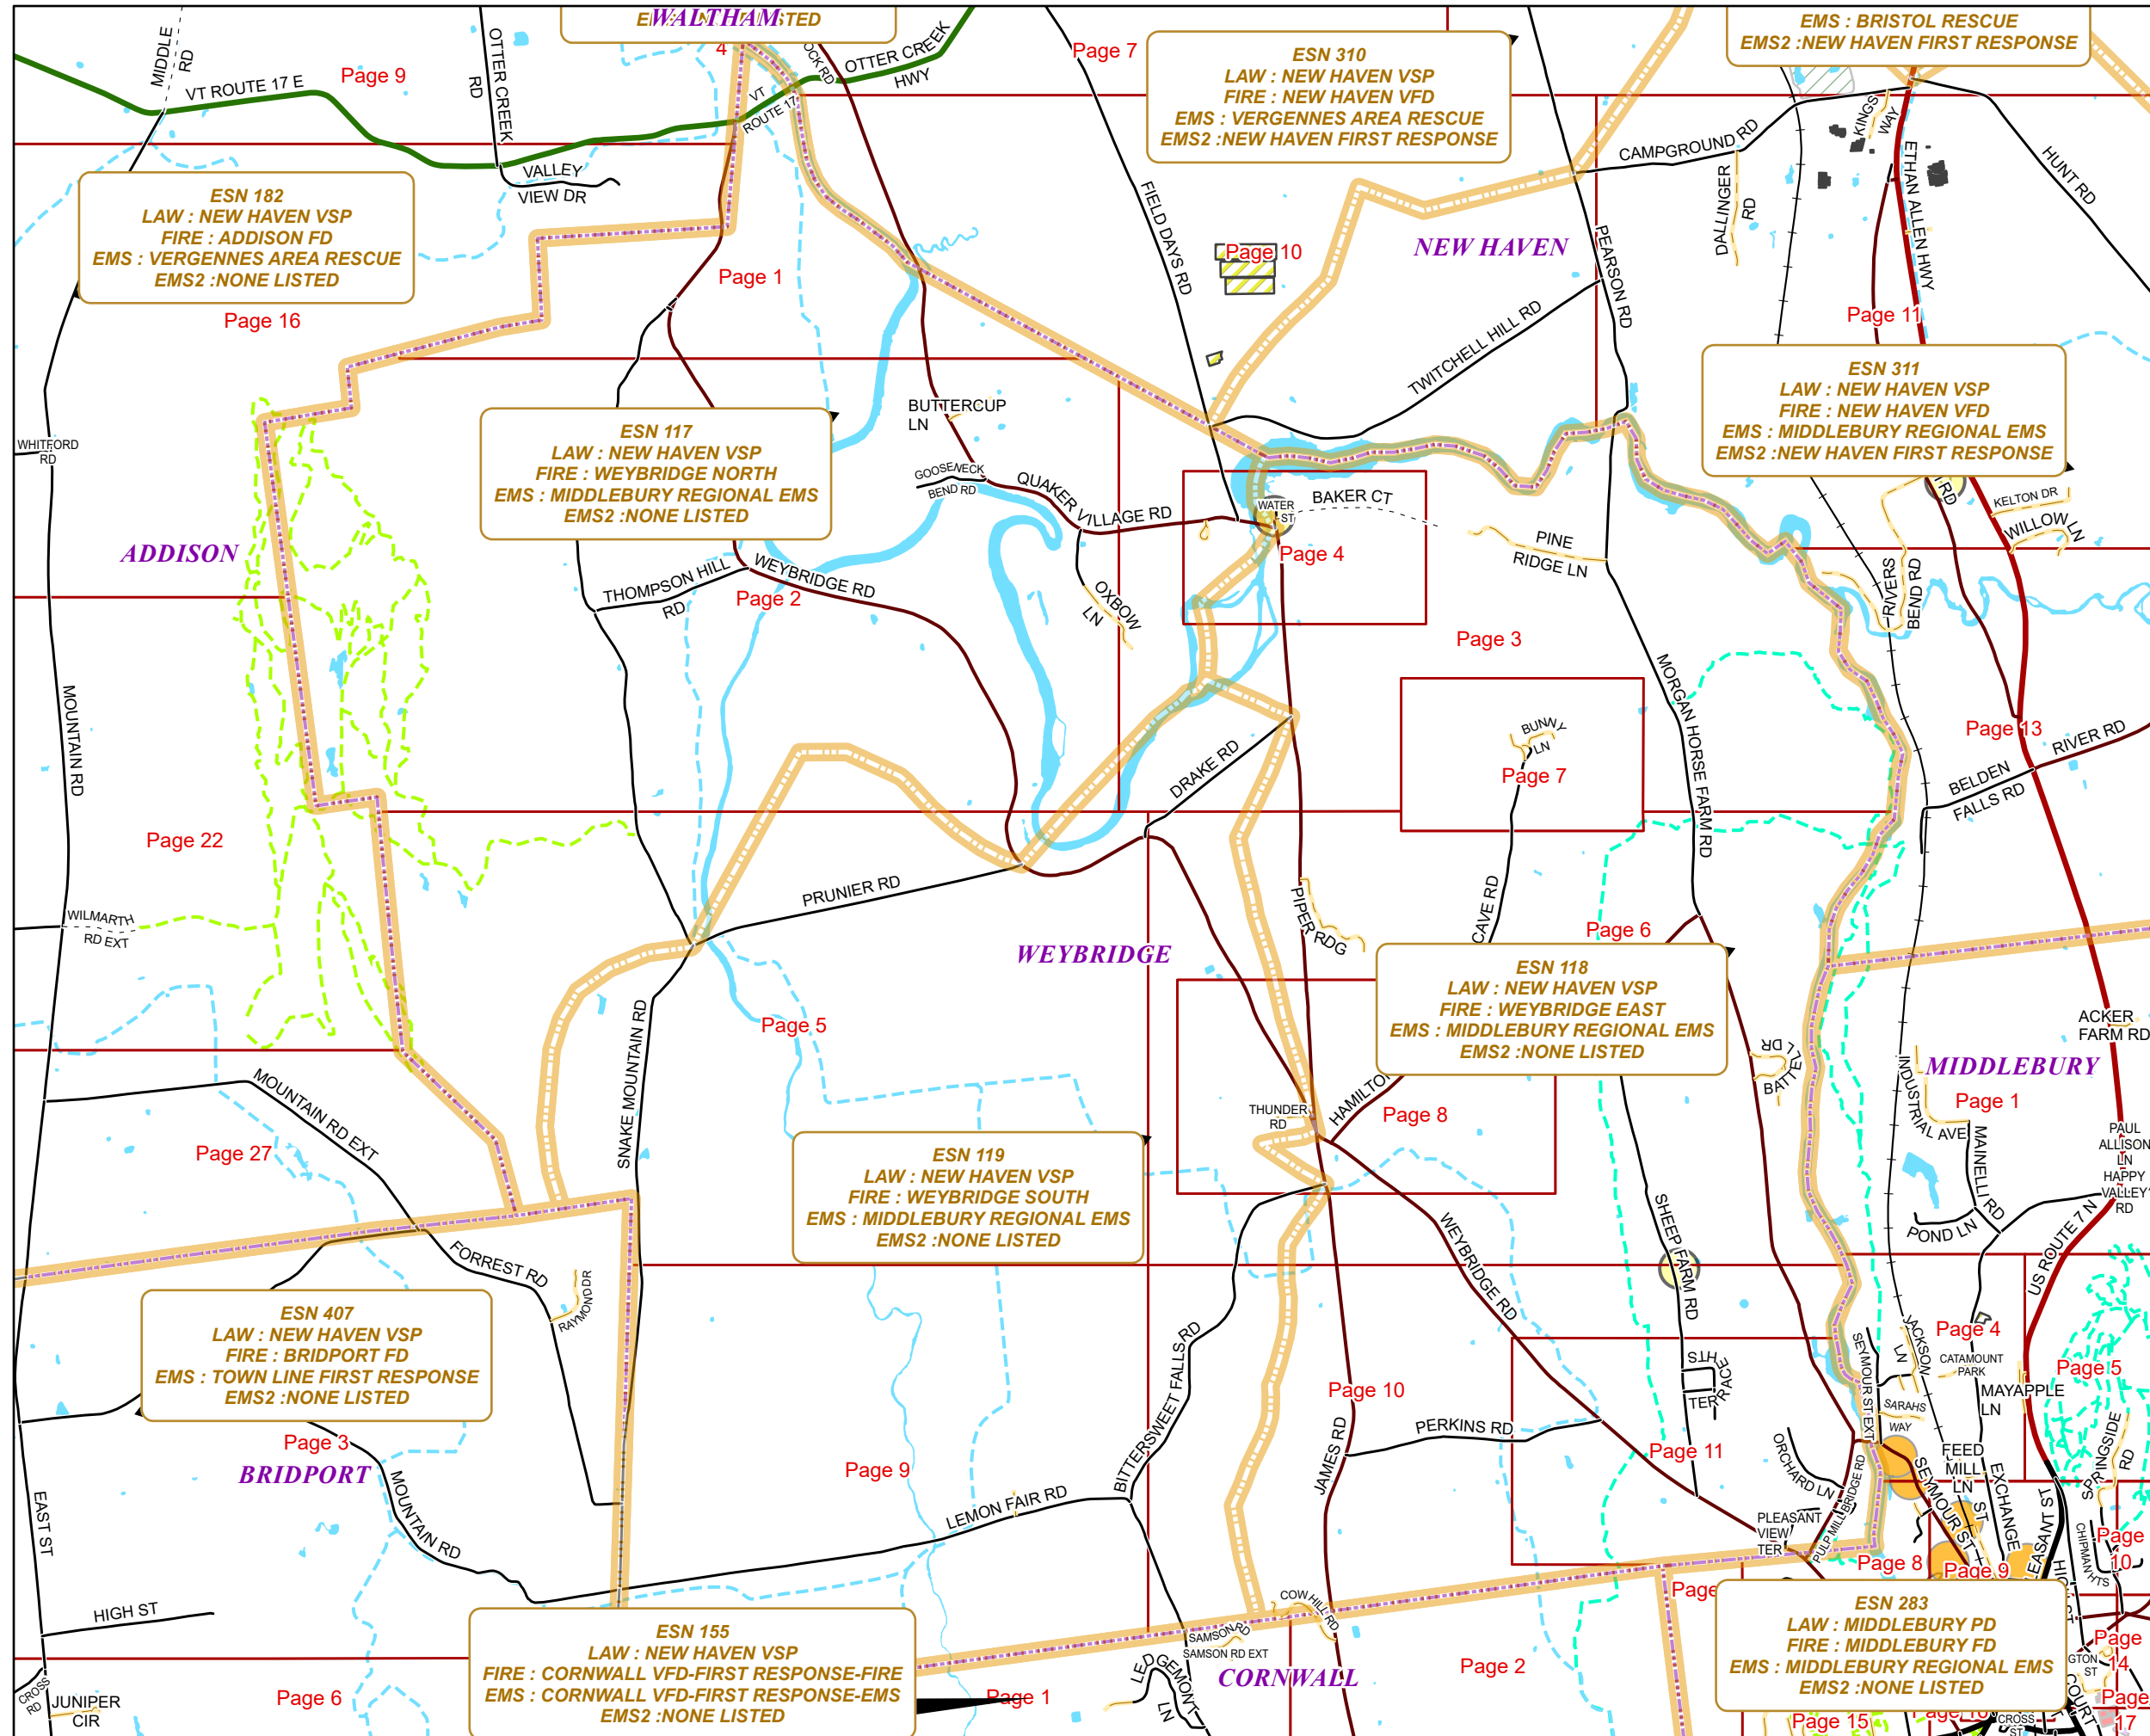 WALTHAM
MIDDLE
RD
OTTER CREEK
RD
VT ROUTE 17 E
Page 9
4
OTTER CREEK
HWY
VT
ROUTE 17
VALLEY
VIEW DR
Page 7
ESN 310
LAW : NEW HAVEN VSP
FIRE : NEW HAVEN VFD
EMS : VERGENNES AREA RESCUE
EMS2 :NEW HAVEN FIRST RESPONSE
EMS : BRISTOL RESCUE
EMS2 :NEW HAVEN FIRST RESPONSE
KINGS
WAY
CAMPGROUND RD
DALLINGER
RD
ETHAN ALLEN HWY
HUNT RD
ESN 182
LAW : NEW HAVEN VSP
FIRE : ADDISON FD
EMS : VERGENNES AREA RESCUE
EMS2 :NONE LISTED
Page 16
Page 1
FIELD DAYS RD
Page 10
NEW HAVEN
PEARSON RD
TWITCHELL HILL RD
Page 11
ESN 311
LAW : NEW HAVEN VSP
FIRE : NEW HAVEN VFD
EMS : MIDDLEBURY REGIONAL EMS
EMS2 :NEW HAVEN FIRST RESPONSE
WHITFORD
RD
ESN 117
LAW : NEW HAVEN VSP
FIRE : WEYBRIDGE NORTH
EMS : MIDDLEBURY REGIONAL EMS
EMS2 :NONE LISTED
BUTTERCUP
LN
GOOSENECK
BEND RD
QUAKER
VILLAGE RD
WATER
ST
BAKER CT
Page 4
PINE
RIDGE LN
KELTON DR
WILLOW
LN
RIVERS
BEND RD
ADDISON
THOMPSON HILL
RD
WEYBRIDGE RD
Page 2
OXBOW
LN
Page 3
MOUNTAIN RD
MORGAN HORSE FARM RD
BUNNY
LN
Page 7
DRAKE RD
Page 13
RIVER RD
BELDEN
FALLS RD
Page 22
WILMARTH
RD EXT
PRUNIER RD
WEYBRIDGE
PIPER RDG
CAVE RD
Page 6
ESN 118
LAW : NEW HAVEN VSP
FIRE : WEYBRIDGE EAST
EMS : MIDDLEBURY REGIONAL EMS
EMS2 :NONE LISTED
Page 5
SNAKE MOUNTAIN RD
ACKER
FARM RD
BATTELL
DR
MIDDLEBURY
Page 1
INDUSTRIAL AVE
MAINELLI RD
PAUL
ALLISON
LN
HAPPY
VALLEY
RD
MOUNTAIN RD EXT
Page 27
THUNDER
RD
HAMILTON
Page 8
ESN 119
LAW : NEW HAVEN VSP
FIRE : WEYBRIDGE SOUTH
EMS : MIDDLEBURY REGIONAL EMS
EMS2 :NONE LISTED
SHEEP FARM RD
WEYBRIDGE RD
POND LN
US ROUTE 7 N
FORREST RD
RAYMOND DR
ESN 407
LAW : NEW HAVEN VSP
FIRE : BRIDPORT FD
EMS : TOWN LINE FIRST RESPONSE
EMS2 :NONE LISTED
Page 3
BRIDPORT
BITTERSWEET FALLS RD
Page 10
JAMES RD
PERKINS RD
Page 11
HTS
TERRACE
SEYMOUR ST EXT
JACKSON
LN
Page 4
CATAMOUNT
PARK
MAYAPPLE
LN
Page 5
SARAHS
WAY
ORCHARD LN
PULP MILL BRIDGE RD
FEED
MILL
LN
SEYMOUR ST
EXCHANGE
ST
SPRINGSIDE
RD
PLEASANT
VIEW
TER
EAST ST
MOUNTAIN RD
Page 9
LEMON FAIR RD
Page 8
Page 9
Page
10
CHIPMAN HTS
HIGH ST
ESN 155
LAW : NEW HAVEN VSP
FIRE : CORNWALL VFD-FIRST RESPONSE-FIRE
EMS : CORNWALL VFD-FIRST RESPONSE-EMS
EMS2 :NONE LISTED
COW HILL RD
SAMSON RD
SAMSON RD EXT
CORNWALL
LEDGEMONT
LN
Page 1
Page 2
Page
ESN 283
LAW : MIDDLEBURY PD
FIRE : MIDDLEBURY FD
EMS : MIDDLEBURY REGIONAL EMS
EMS2 :NONE LISTED
Page
14
COURT
Page
17
CROSS
RD
JUNIPER
CIR
Page 6
Page 15
CROSS
ST